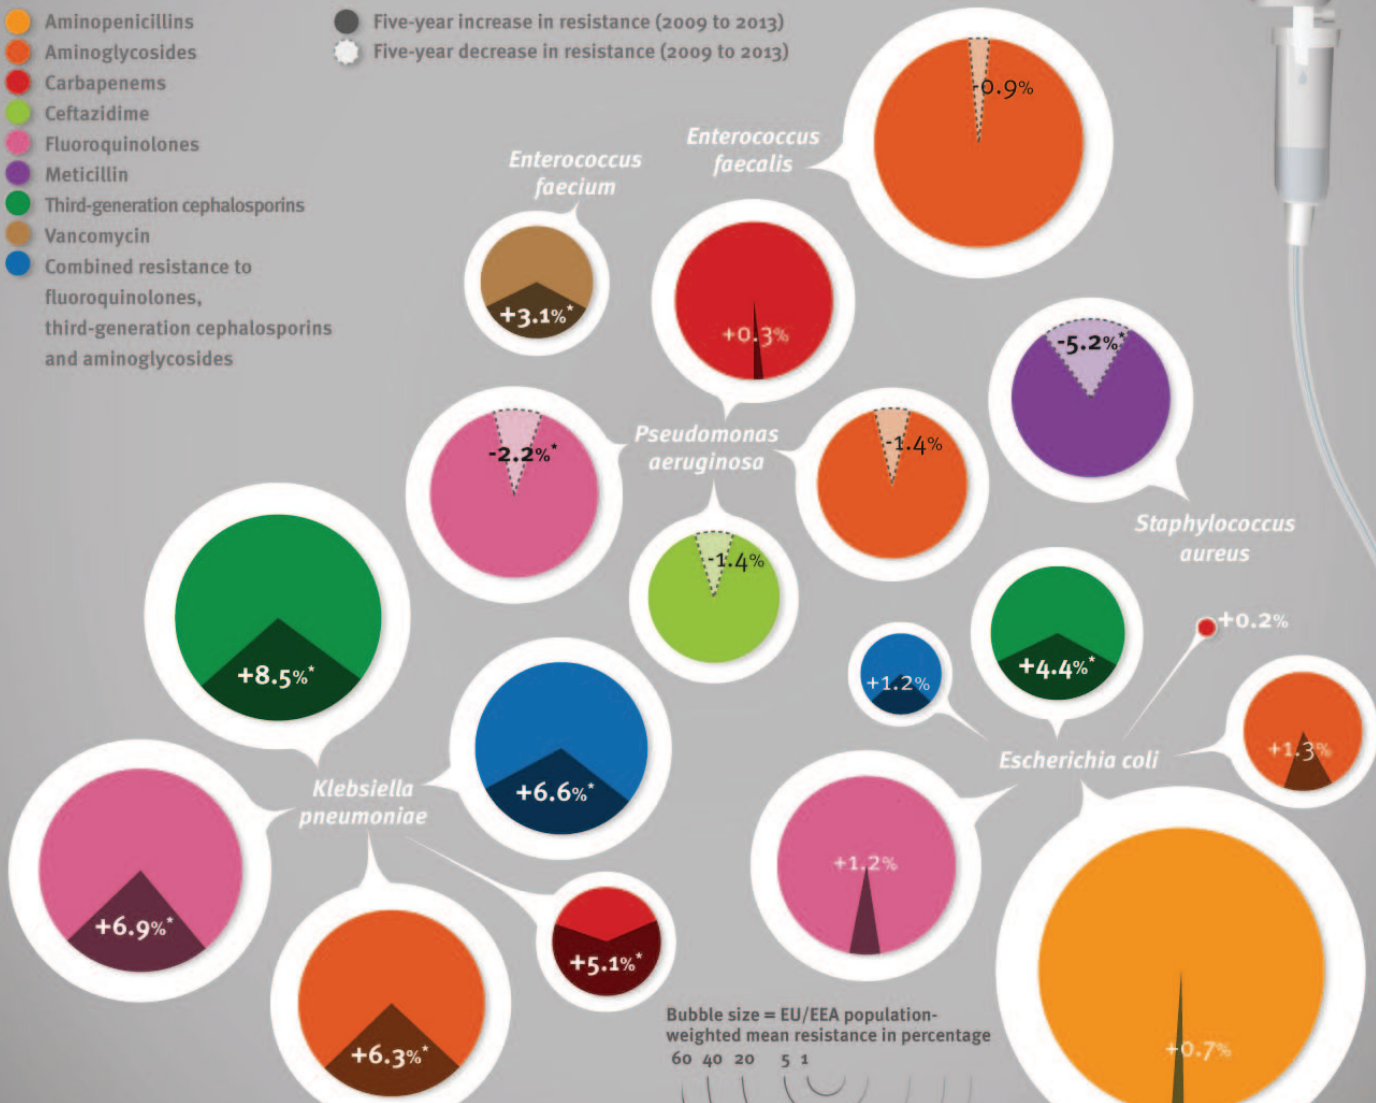 Aminopenicillins
Aminoglycosides
Carbapenems
Ceftazidime
Fluoroquinolones
Meticillin
Third-generation cephalosporins
Vancomycin
Combined resistance to
fluoroquinolones,
third-generation cephalosporins
and aminoglycosides
Five-year increase in resistance (2009 to 2013)
Five-year decrease in resistance (2009 to 2013)
-0.9%
Enterococcus
faecalis
Enterococcus
faecium
+3.1%*
+0.3%
-5.2%*
Pseudomonas
aeruginosa
-2.2%*
-1.4%
-1.4%
Staphylococcus
aureus
+8.5%*
+1.2%
+4.4%*
+0.2%
+1.3%
Escherichia coli
Klebsiella
pneumoniae
+6.6%*
+6.9%*
+6.3%*
+5.1%*
+1.2%
+0.7%
Bubble size = EU/EEA population-
weighted mean resistance in percentage
60 40 20 5 1